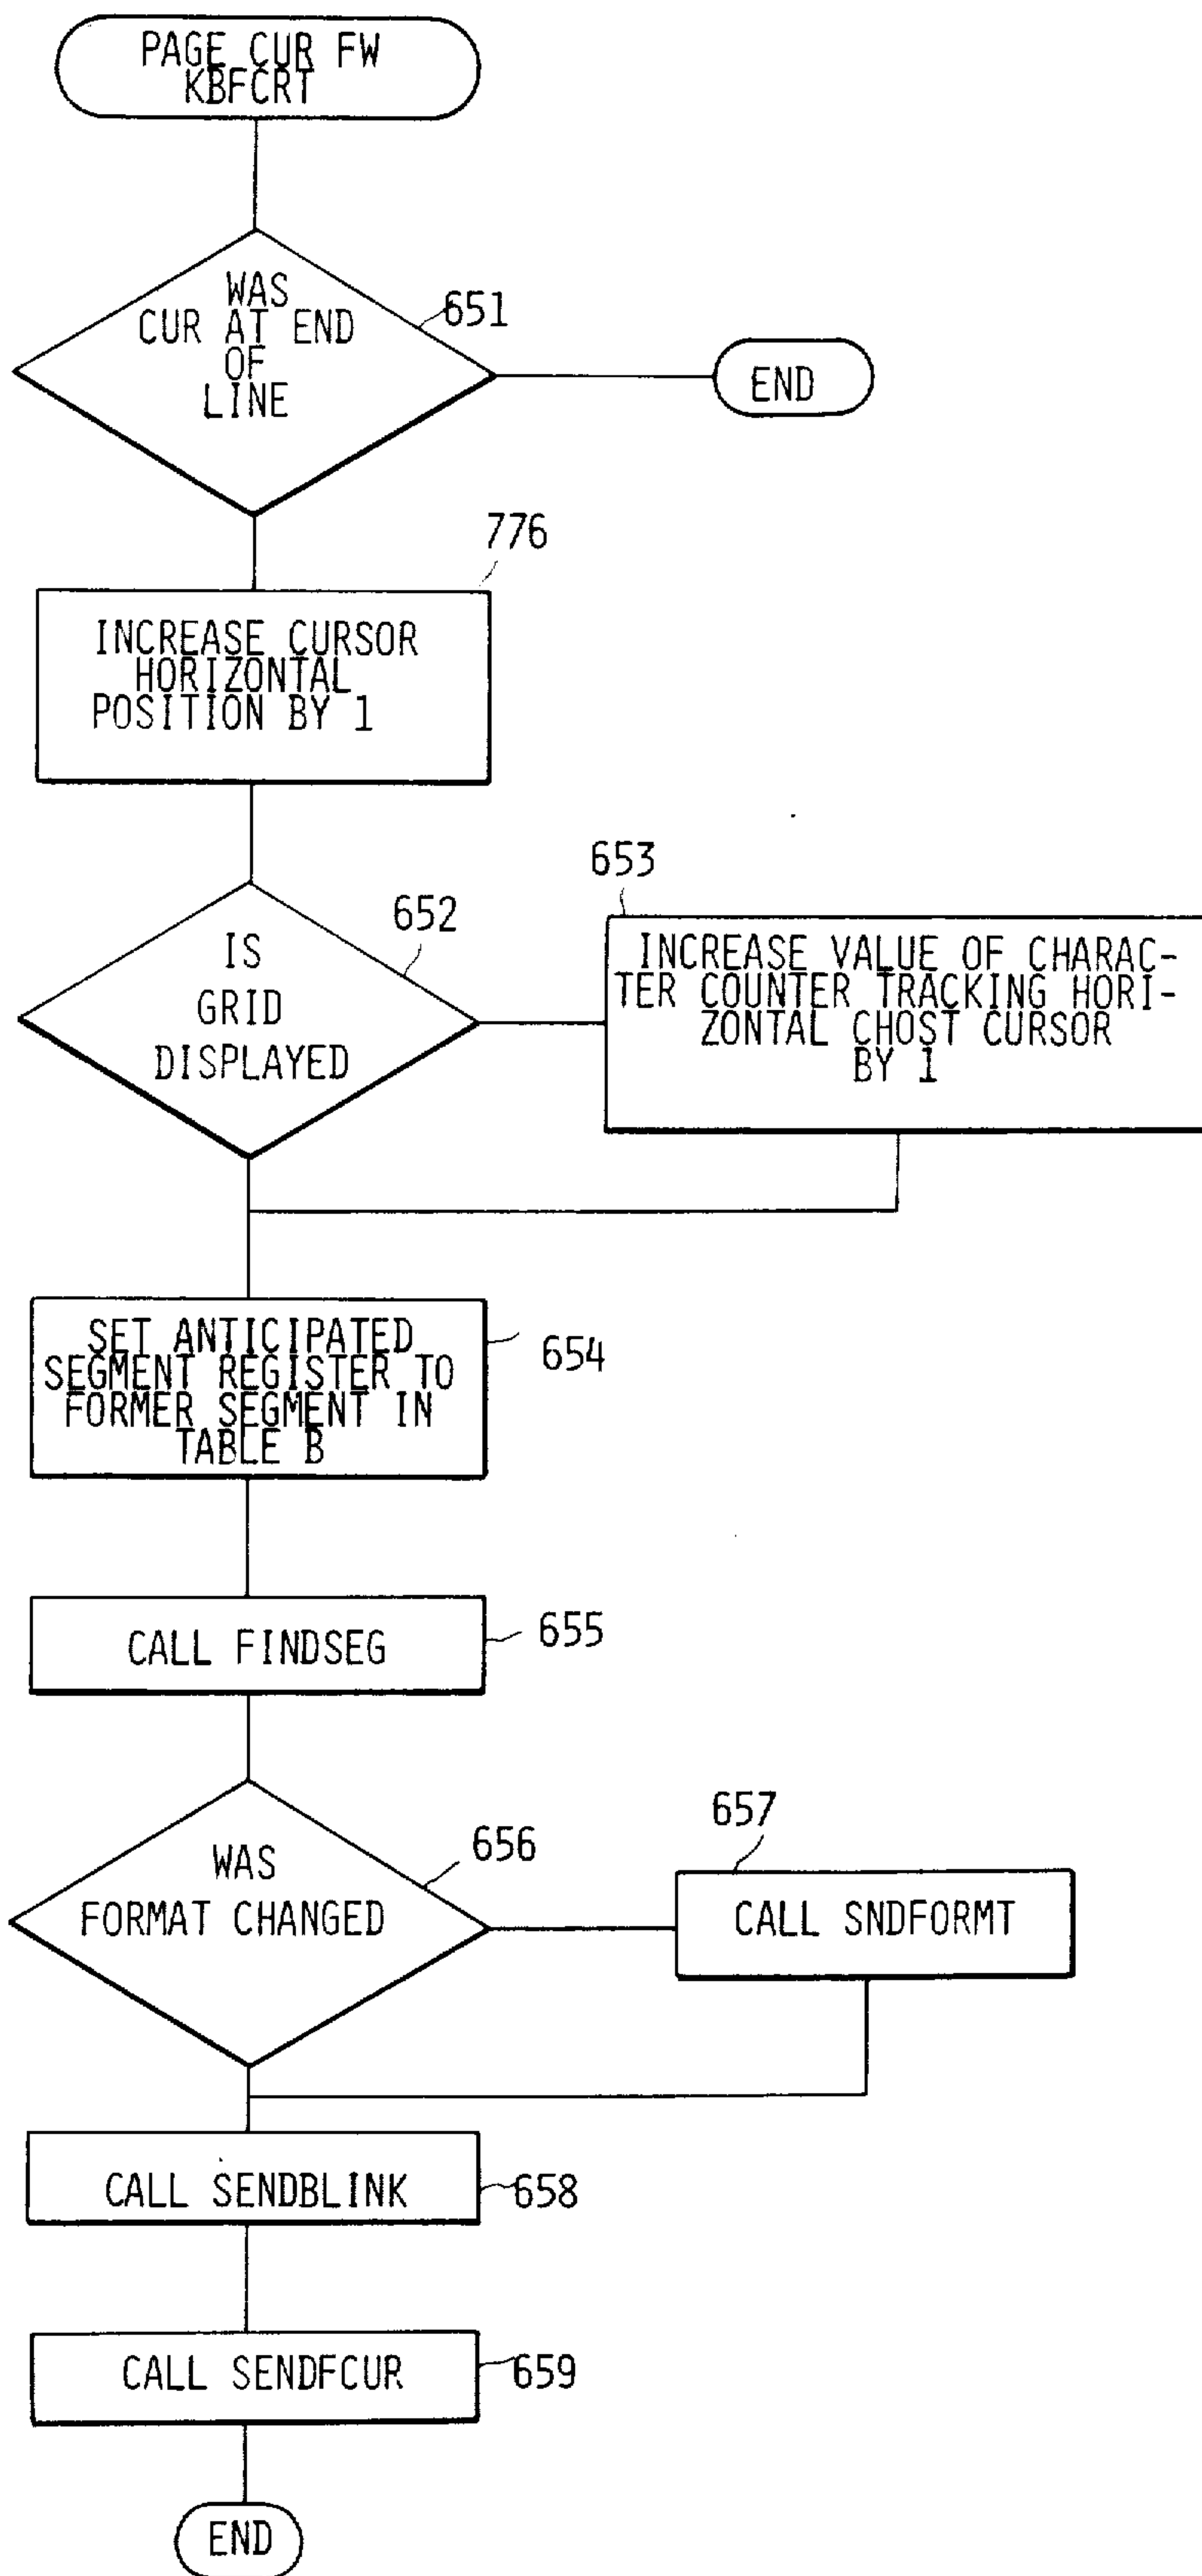 PAGE CUR FW
KBFCRT
WAS
CUR AT END
OF
LINE
651
END
776
INCREASE CURSOR
HORIZONTAL
POSITION BY 1
653
652
IS
GRID
DISPLAYED
INCREASE VALUE OF CHARAC-
TER COUNTER TRACKING HORI-
ZONTAL CHOST CURSOR
BY 1
SET ANTICIPATED
SEGMENT REGISTER TO
FORMER SEGMENT IN
TABLE B
654
CALL FINDSEG
655
657
656
WAS
FORMAT CHANGED
CALL SNDFORMT
CALL SENDBLINK
658
CALL SENDFCUR
659
END